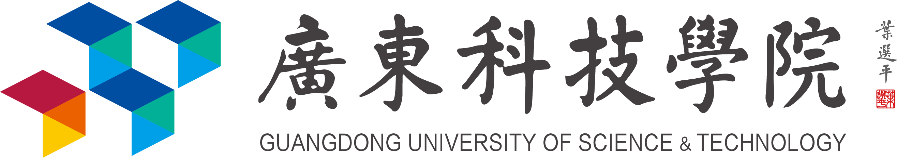 廣東科技學院
葉選平
GUANGDONG UNIVERSITY OF SCIENCE & TECHNOLOGY